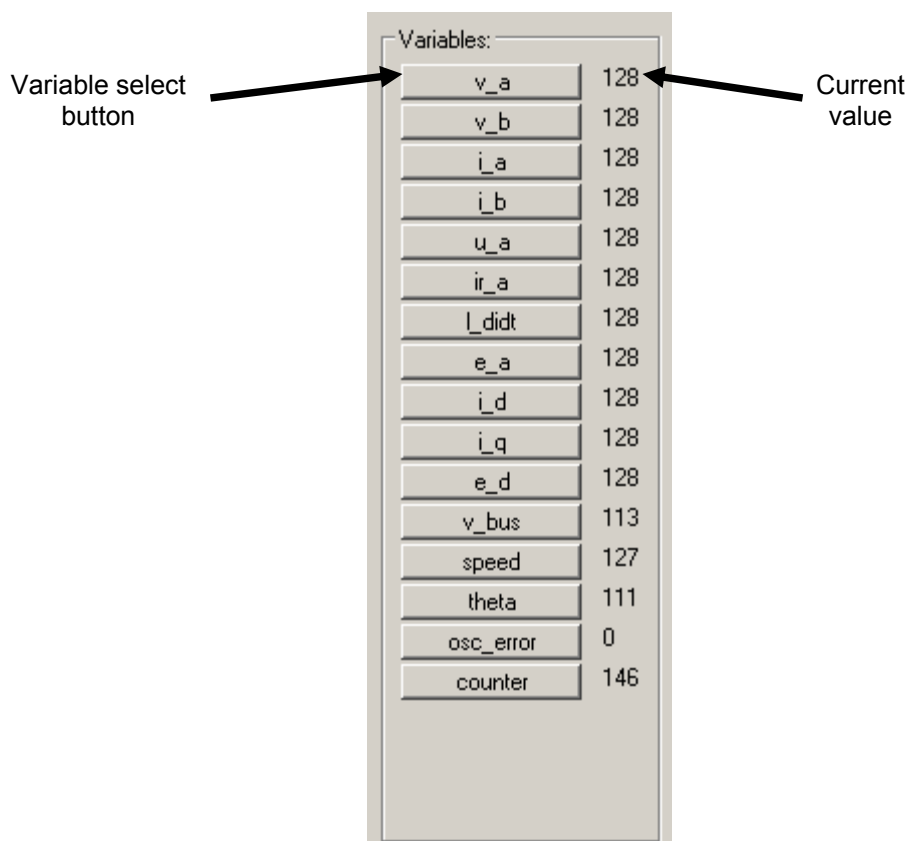 Variables:
Variable select
button
v_a 128
Current
value
v_b 128
i_a 128
i_b 128
u_a 128
ir_a 128
l_didt 128
e_a 128
i_d 128
i_q 128
e_d 128
v_bus 113
speed 127
theta 111
osc_error 0
counter 146